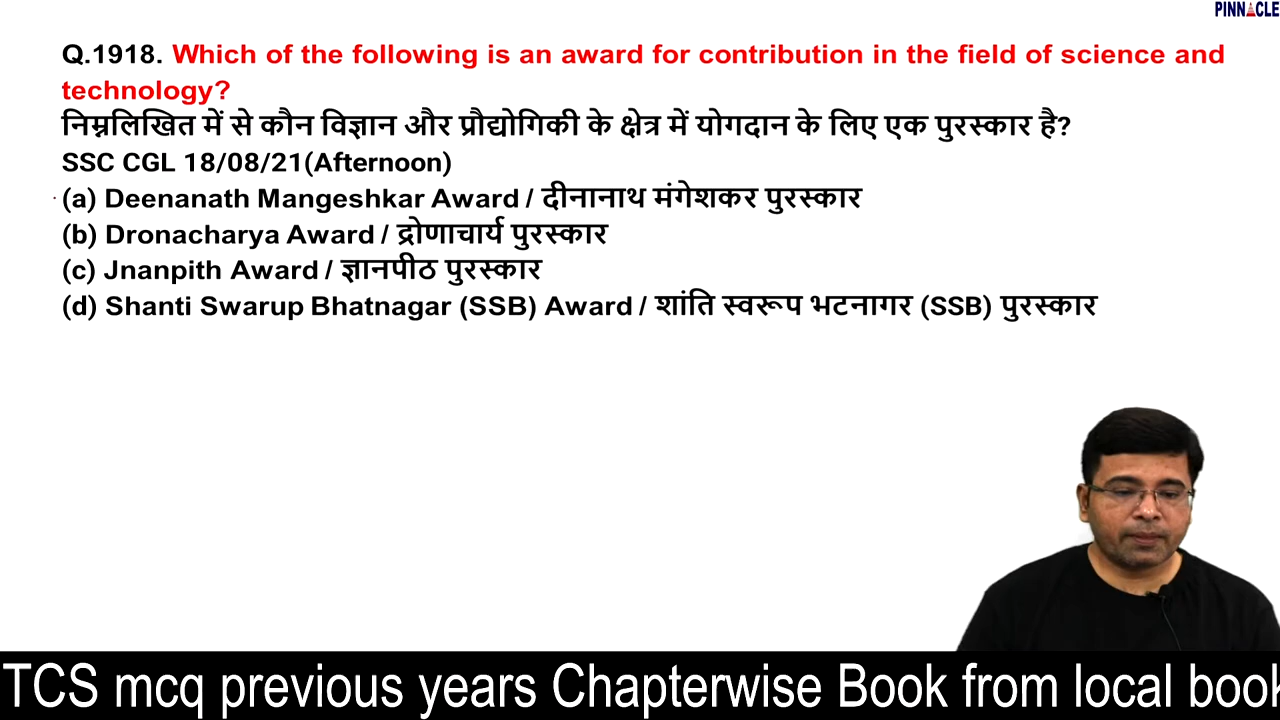 PINNACLE
Q.1918. Which of the following is an award for contribution in the field of science and
technology?
निम्नलिखित में से कौन विज्ञान और प्रौद्योगिकी के क्षेत्र में योगदान के लिए एक पुरस्कार है?
SSC CGL 18/08/21(Afternoon)
(a) Deenanath Mangeshkar Award / दीनानाथ मंगेशकर पुरस्कार
(b) Dronacharya Award / द्रोणाचार्य पुरस्कार
(c) Jnanpith Award / ज्ञानपीठ पुरस्कार
(d) Shanti Swarup Bhatnagar (SSB) Award / शांति स्वरूप भटनागर (SSB) पुरस्कार
TCS mcq previous years Chapterwise Book from local book